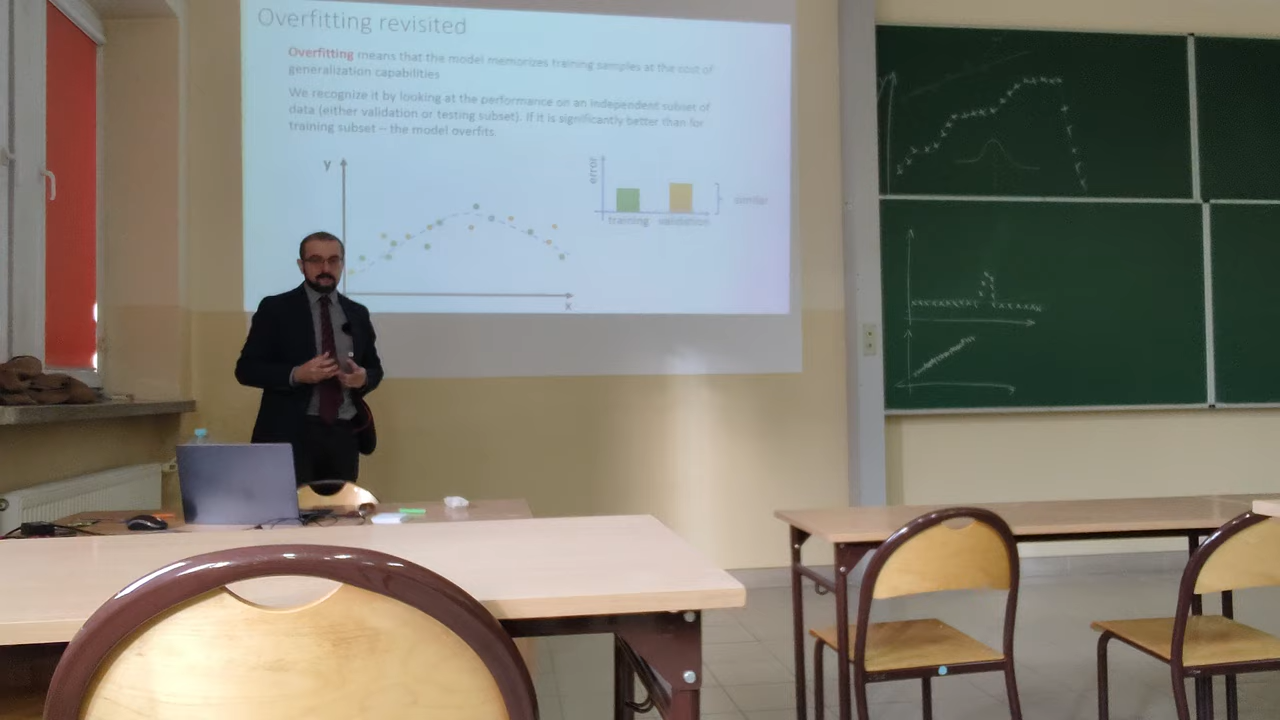 Overfitting revisited
Overfitting means that the model memorizes training samples at the cost of
generalization capabilities
We recognize it by looking at the performance on an independent subset of
data (either validation or testing subset). If it is significantly better than for
training subset – the model overfits.
y
x
error
training validation
similar